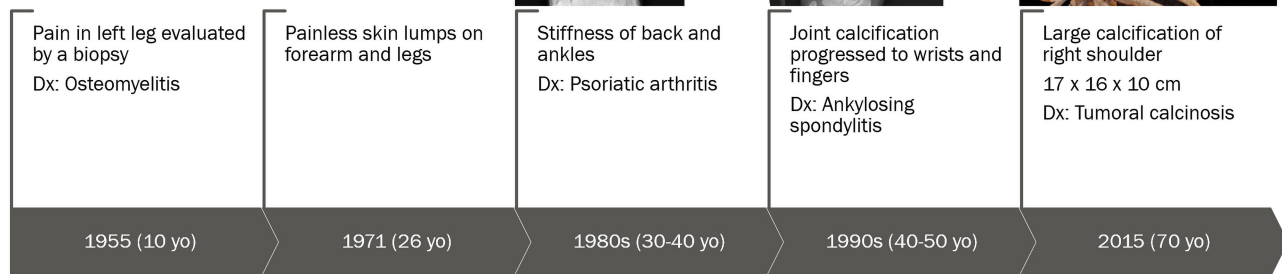 Pain in left leg evaluated
by a biopsy
Dx: Osteomyelitis
Painless skin lumps on
forearm and legs
Stiffness of back and
ankles
Dx: Psoriatic arthritis
Joint calcification
progressed to wrists and
fingers
Dx: Ankylosing
spondylitis
Large calcification of
right shoulder
17 x 16 x 10 cm
Dx: Tumoral calcinosis
1955 (10 yo)
1971 (26 yo)
1980s (30-40 yo)
1990s (40-50 yo)
2015 (70 yo)